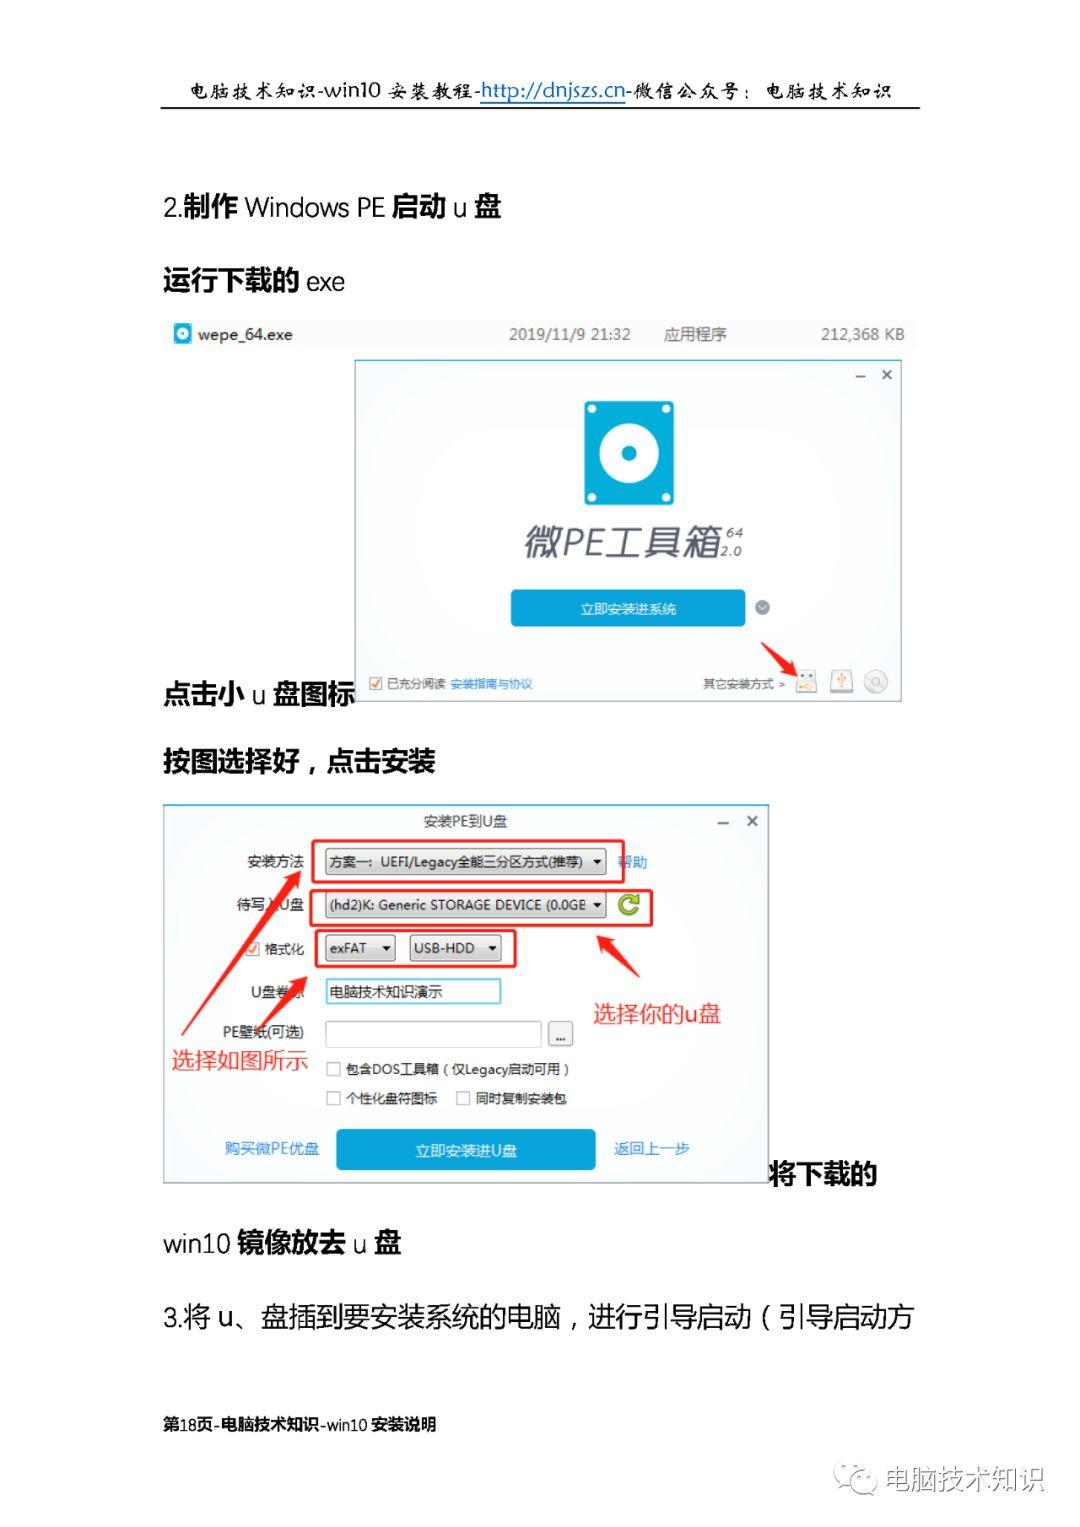 电脑技术知识-win10 安装教程-http://dnjszs.cn-微信公众号：电脑技术知识
2.制作 Windows PE 启动 u 盘
运行下载的 exe
wepe_64.exe 2019/11/9 21:32 应用程序 212,368 KB
微PE工具箱 64 2.0
立即安装进系统
已充分阅读 安装指南与协议 其它安装方式 >
点击小 u 盘图标
按图选择好，点击安装
安装PE到U盘
安装方法 方案一：UEFI/Legacy全能三分区方式(推荐) 帮助
待写入U盘 (hd2)K: Generic STORAGE DEVICE (0.0GB
格式化 exFAT USB-HDD
U盘卷标 电脑技术知识演示
选择你的u盘
PE壁纸(可选) ...
选择如图所示
包含DOS工具箱（仅Legacy启动可用）
个性化盘符图标 同时复制安装包
购买微PE优盘 立即安装进U盘 返回上一步
将下载的
win10 镜像放去 u 盘
3.将 u、盘插到要安装系统的电脑，进行引导启动（引导启动方
第18页-电脑技术知识-win10 安装说明
电脑技术知识